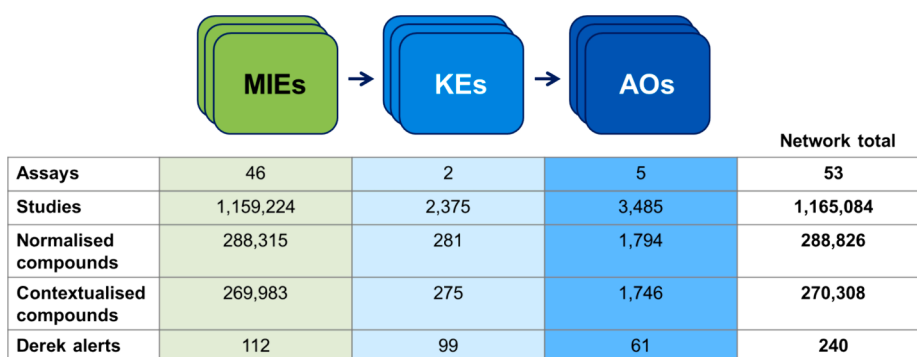 MIEs KEs AOs
Network total
Assays 46 2 5 53
Studies 1,159,224 2,375 3,485 1,165,084
Normalised 288,315 281 1,794 288,826
compounds
Contextualised 269,983 275 1,746 270,308
compounds
Derek alerts 112 99 61 240